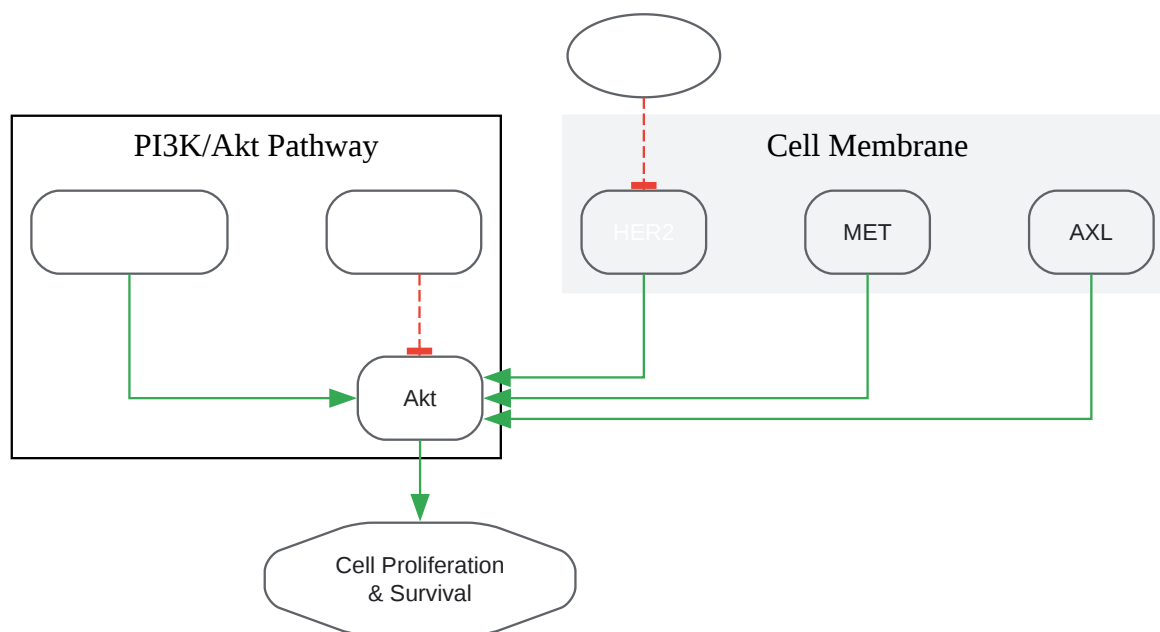 PI3K/Akt Pathway
Cell Membrane
HER2
MET
AXL
Akt
Cell Proliferation
& Survival